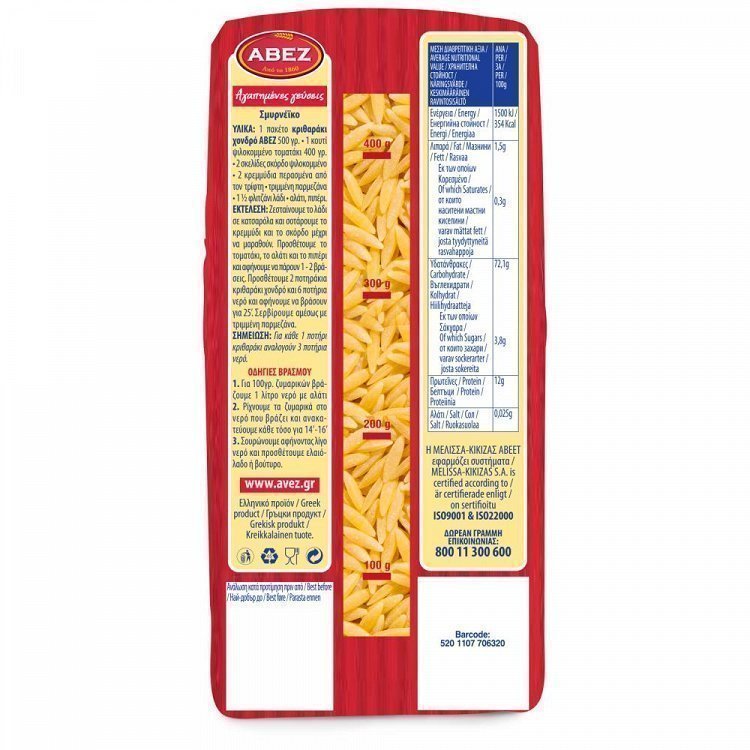 ΑΒΕΖ
Από το 1860
Αγαπημένες γεύσεις
Σμυρνέϊκο
ΥΛΙΚΑ: 1 πακέτο κριθαράκι
χονδρό ΑΒΕΖ 500 γρ. • 1 κουτί
ψιλοκομμένο τοματάκι 400 γρ.
• 2 σκελίδες σκόρδο ψιλοκομμένο
• 2 κρεμμύδια περασμένα από
τον τρίφτη • τριμμένη παρμεζάνα
• 1 ½ φλιτζάνι λάδι • αλάτι, πιπέρι.
ΕΚΤΕΛΕΣΗ: Ζεσταίνουμε το λάδι
σε κατσαρόλα και σοτάρουμε το
κρεμμύδι και το σκόρδο μέχρι
να μαραθούν. Προσθέτουμε το
τοματάκι, το αλάτι και το πιπέρι
και αφήνουμε να πάρουν 1 - 2 βρά-
σεις. Προσθέτουμε 2 ποτηράκια
κριθαράκι χονδρό και 6 ποτήρια
νερό και αφήνουμε να βράσουν
για 25΄. Σερβίρουμε αμέσως με
τριμμένη παρμεζάνα.
ΣΗΜΕΙΩΣΗ: Για κάθε 1 ποτήρι
κριθαράκι αναλογούν 3 ποτήρια
νερό.
ΟΔΗΓΙΕΣ ΒΡΑΣΜΟΥ
1. Για 100γρ. ζυμαρικών βρά-
ζουμε 1 λίτρο νερό με αλάτι
2. Ρίχνουμε τα ζυμαρικά στο
νερό που βράζει και ανακα-
τεύουμε κάθε τόσο για 14'-16'
3. Σουρώνουμε αφήνοντας λίγο
νερό και προσθέτουμε ελαιό-
λαδο ή βούτυρο.
www.avez.gr
Ελληνικό προϊόν / Greek
product / Гръцки продукт /
Grekisk produkt /
Kreikkalainen tuote.
Ανάλωση κατά προτίμηση πριν από / Best before
/ Най-добър до / Bäst före / Parasta ennen
400 g
300 g
200 g
100 g
ΜΕΣΗ ΔΙΑΘΡΕΠΤΙΚΗ ΑΞΙΑ / ΑΝΑ /
AVERAGE NUTRITIONAL PER /
VALUE / ХРАНИТЕЛНА ЗА /
СТОЙНОСТ / PER /
NÄRINGSVÄRDE / 100g
KESKIMÄÄRÄINEN
RAVINTOSISÄLTÖ
Ενέργεια / Energy / 1500 kJ /
Енергийна стойност / 354 Kcal
Energi / Energiaa
Λιπαρά / Fat / Мазнини 1,5g
/ Fett / Rasvaa
Εκ των οποίων
Κορεσμένα /
Of which Saturates / 0,3g
от които
наситени мастни
киселини /
varav mättat fett /
josta tyydyttyneitä
rasvahappoja
Υδατάνθρακες / 72,1g
Carbohydrate /
Въглехидрати /
Kolhydrat /
Hiilihydraatteja
Εκ των οποίων
Σάκχαρα /
Of which Sugars / 3,8g
от които захари /
varav sockerarter /
josta sokereita
Πρωτεΐνες / Protein / 12g
Белтъци / Protein /
Proteiinia
Αλάτι / Salt / Сол / 0,025g
Salt / Ruokasuolaa
Η ΜΕΛΙΣΣΑ-ΚΙΚΙΖΑΣ ΑΒΕΕΤ
εφαρμόζει συστήματα /
MELISSA-KIKIZAS S.A. is
certified according to /
är certifierade enligt /
on sertifioitu
ISO9001 & ISO22000
ΔΩΡΕΑΝ ΓΡΑΜΜΗ
ΕΠΙΚΟΙΝΩΝΙΑΣ:
800 11 300 600
Barcode:
520 1107 706320